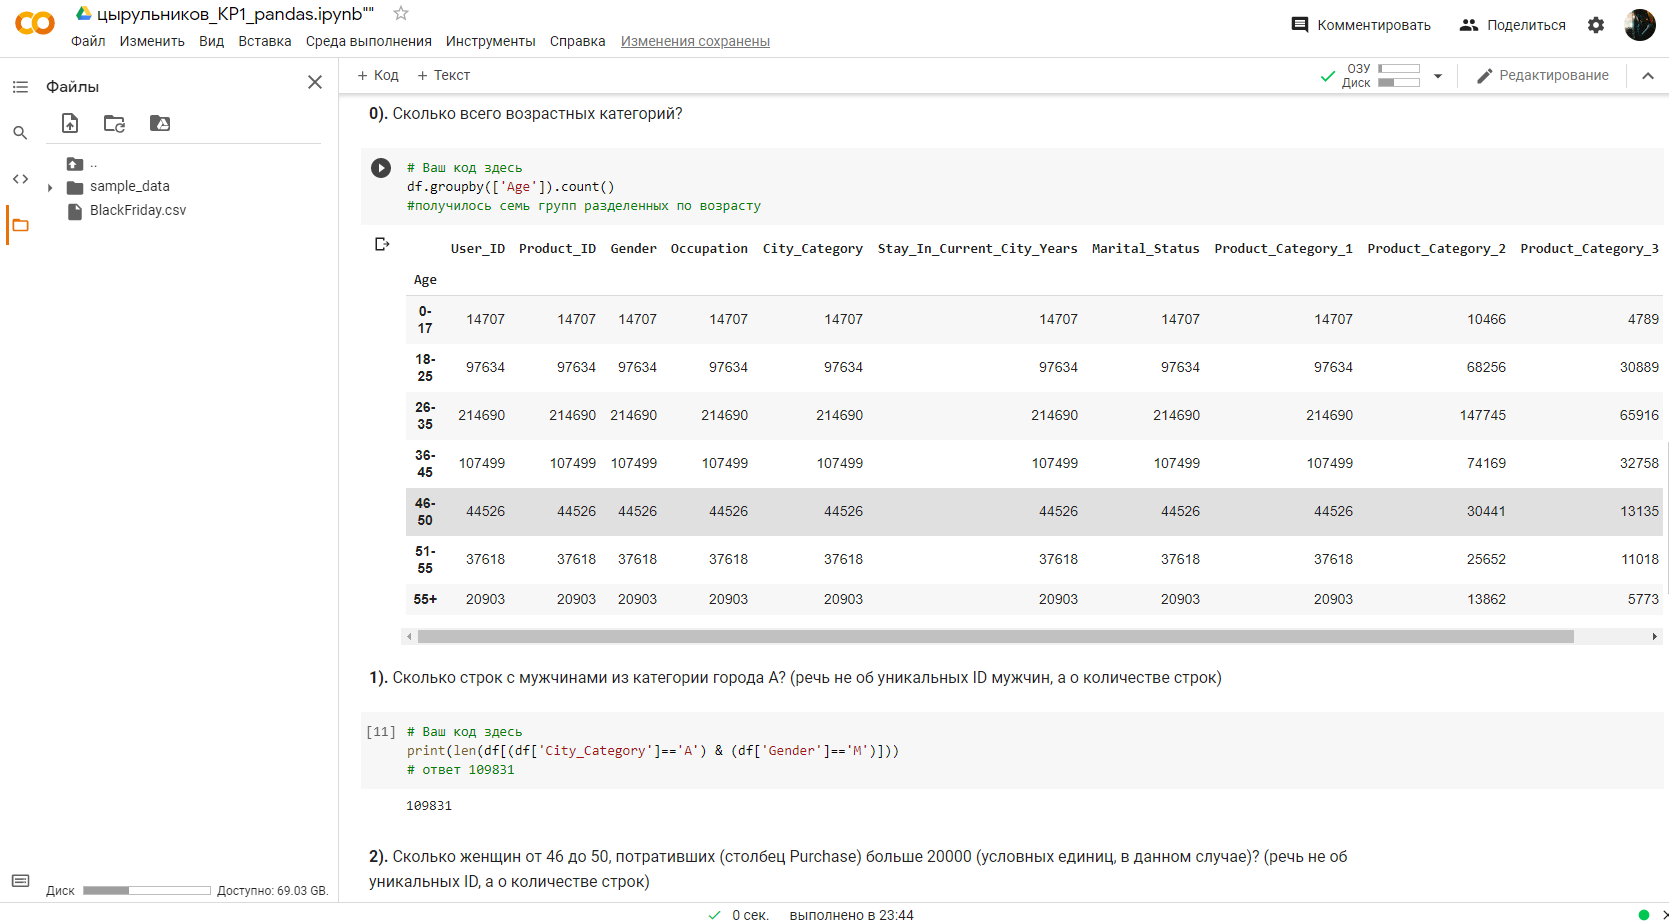 цырульников_КР1_pandas.ipynb""
Файл Изменить Вид Вставка Среда выполнения Инструменты Справка Изменения сохранены
Комментировать
Поделиться
Файлы
..
sample_data
BlackFriday.csv
Диск Доступно: 69.03 GB.
+ Код + Текст
ОЗУ
Диск
Редактирование
0). Сколько всего возрастных категорий?
# Ваш код здесь
df.groupby(['Age']).count()
#получилось семь групп разделенных по возрасту
User_ID Product_ID Gender Occupation City_Category Stay_In_Current_City_Years Marital_Status Product_Category_1 Product_Category_2 Product_Category_3
Age
0-
17 14707 14707 14707 14707 14707 14707 14707 14707 10466 4789
18-
25 97634 97634 97634 97634 97634 97634 97634 97634 68256 30889
26-
35 214690 214690 214690 214690 214690 214690 214690 214690 147745 65916
36-
45 107499 107499 107499 107499 107499 107499 107499 107499 74169 32758
46-
50 44526 44526 44526 44526 44526 44526 44526 44526 30441 13135
51-
55 37618 37618 37618 37618 37618 37618 37618 37618 25652 11018
55+ 20903 20903 20903 20903 20903 20903 20903 20903 13862 5773
1). Сколько строк с мужчинами из категории города А? (речь не об уникальных ID мужчин, а о количестве строк)
[11] # Ваш код здесь
print(len(df[(df['City_Category']=='A') & (df['Gender']=='M')]))
# ответ 109831
109831
2). Сколько женщин от 46 до 50, потративших (столбец Purchase) больше 20000 (условных единиц, в данном случае)? (речь не об
уникальных ID, а о количестве строк)
0 сек. выполнено в 23:44